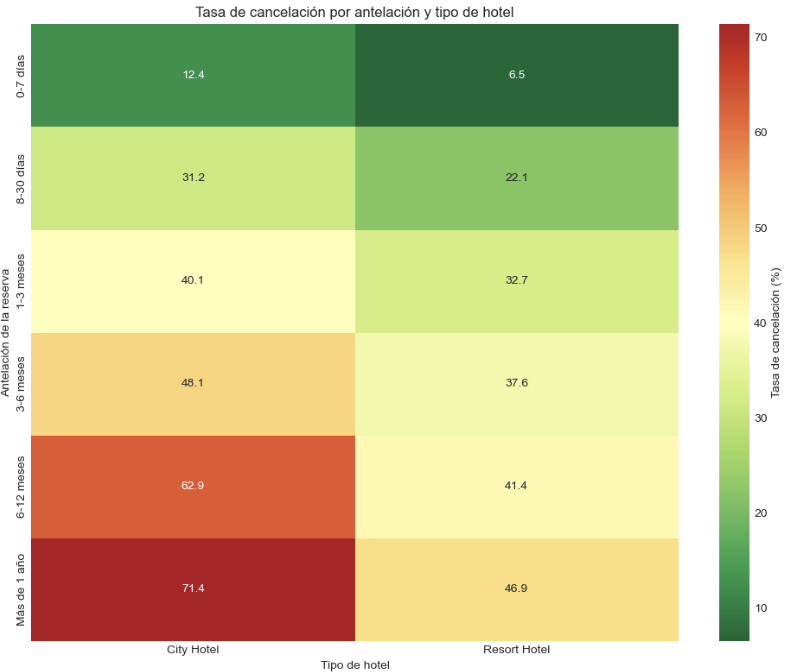 Tasa de cancelación por antelación y tipo de hotel
Antelación de la reserva
0-7 días
12.4
6.5
8-30 días
31.2
22.1
1-3 meses
40.1
32.7
3-6 meses
48.1
37.6
6-12 meses
62.9
41.4
Más de 1 año
71.4
46.9
City Hotel
Resort Hotel
Tipo de hotel
70
60
50
40
30
20
10
Tasa de cancelación (%)